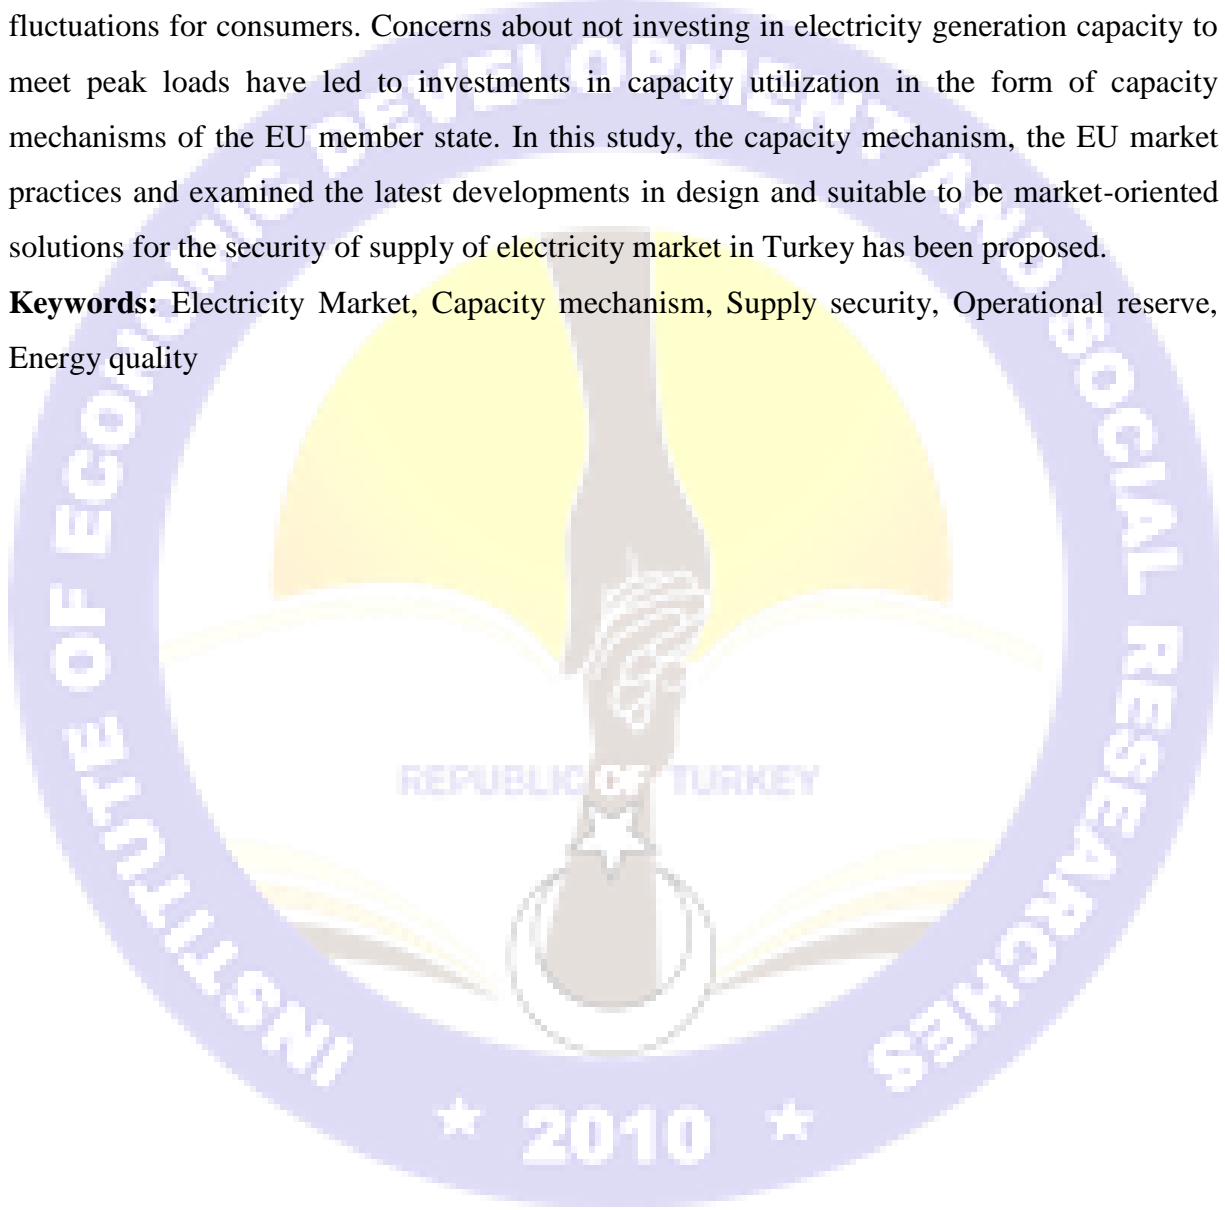 fluctuations for consumers. Concerns about not investing in electricity generation capacity to
meet peak loads have led to investments in capacity utilization in the form of capacity
mechanisms of the EU member state. In this study, the capacity mechanism, the EU market
practices and examined the latest developments in design and suitable to be market-oriented
solutions for the security of supply of electricity market in Turkey has been proposed.
Keywords: Electricity Market, Capacity mechanism, Supply security, Operational reserve,
Energy quality
INSTITUTE OF ECONOMIC DEVELOPMENT AND SOCIAL RESEARCHES
REPUBLIC OF TURKEY
★ 2010 ★